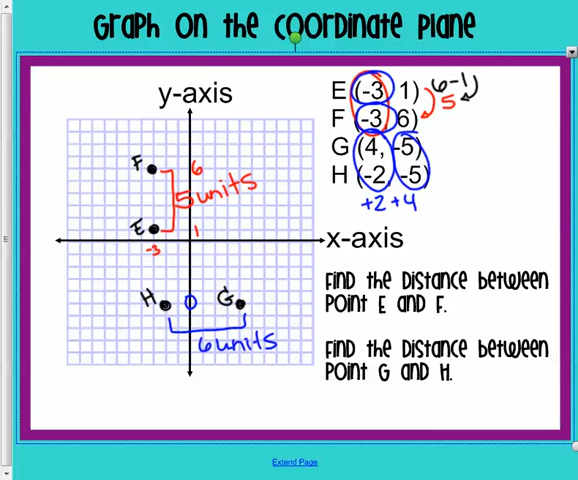 Graph on the coordinate plane
y-axis
E (-3, 1) 6-1
F (-3, 6) 5
G (4, -5)
H (-2, -5)
+2 +4
F 6
5 units
E 1
-3
x-axis
H 0 G
6 units
Find the distance between
point E and F.
Find the distance between
point G and H.
Extend Page